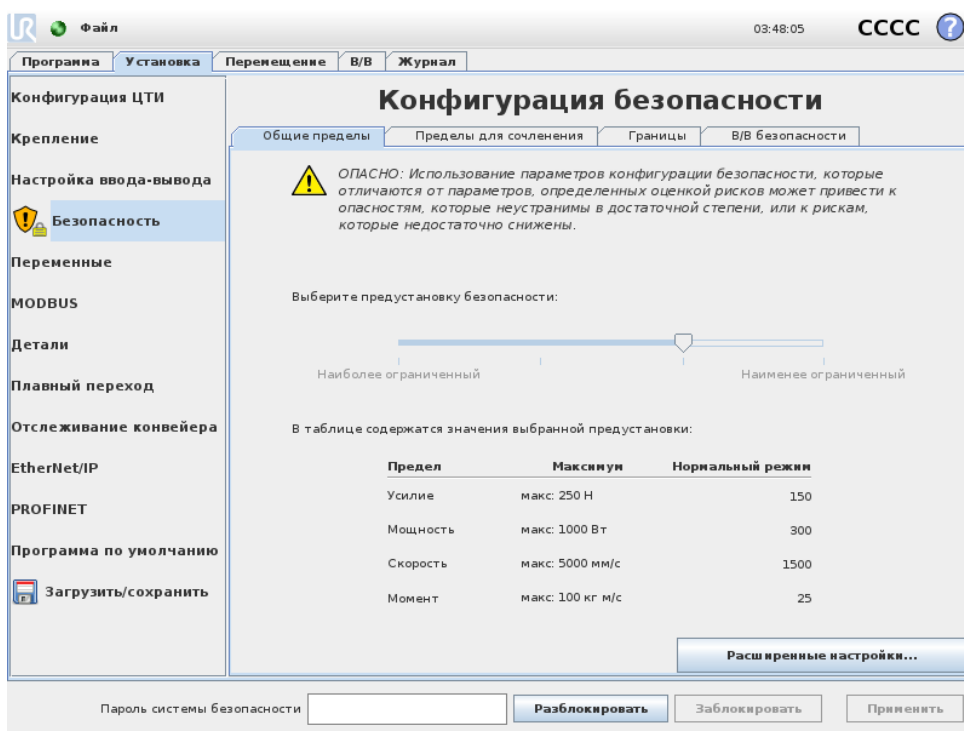 UR Файл 03:48:05 CCCC ?
Программа Установка Перемещение В/В Журнал
Конфигурация ЦТИ
Крепление
Настройка ввода-вывода
Безопасность
Переменные
MODBUS
Детали
Плавный переход
Отслеживание конвейера
EtherNet/IP
PROFINET
Программа по умолчанию
Загрузить/сохранить
Конфигурация безопасности
Общие пределы Пределы для сочленения Границы В/В безопасности
ОПАСНО: Использование параметров конфигурации безопасности, которые
отличаются от параметров, определенных оценкой рисков может привести к
опасностям, которые неустранимы в достаточной степени, или к рискам,
которые недостаточно снижены.
Выберите предустановку безопасности:
Наиболее ограниченный Наименее ограниченный
В таблице содержатся значения выбранной предустановки:
Предел Максимум Нормальный режим
Усилие макс: 250 Н 150
Мощность макс: 1000 Вт 300
Скорость макс: 5000 мм/с 1500
Момент макс: 100 кг м/с 25
Расширенные настройки...
Пароль системы безопасности Разблокировать Заблокировать Применить